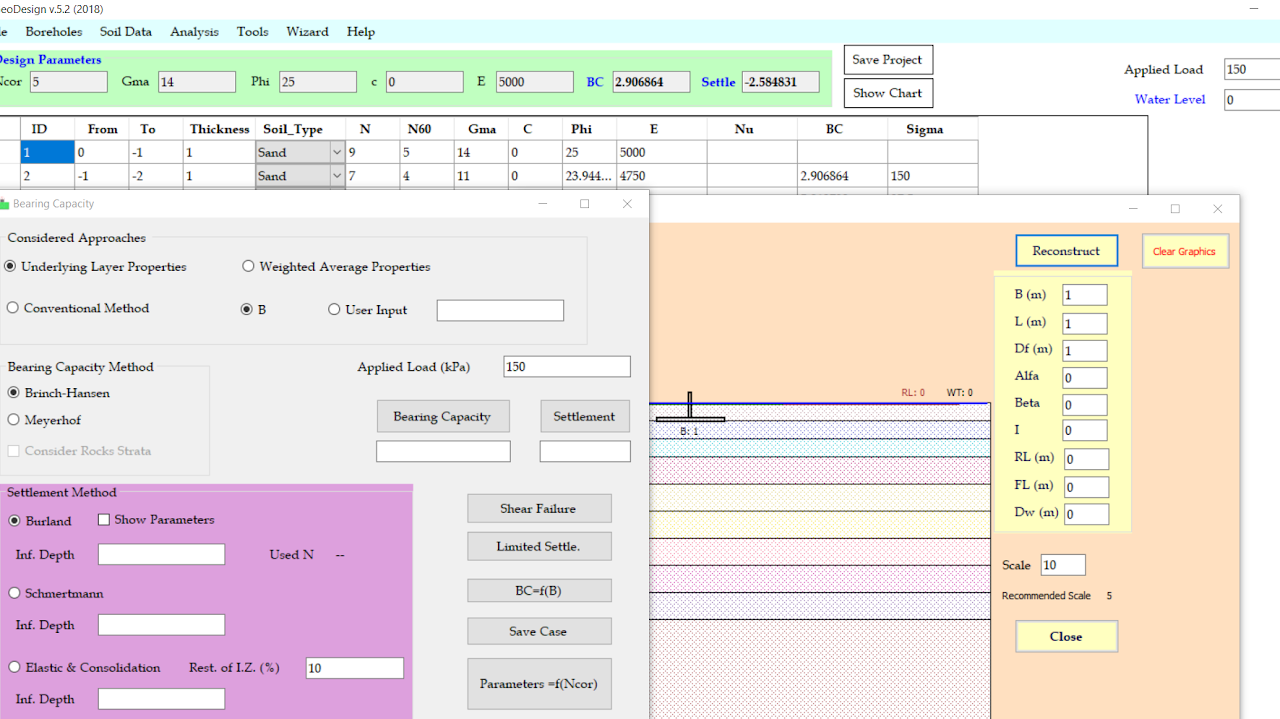 eoDesign v.5.2 (2018)
le Boreholes Soil Data Analysis Tools Wizard Help
Design Parameters
Ncor 5 Gma 14 Phi 25 c 0 E 5000 BC 2.906864 Settle -2.584831
Save Project
Show Chart
Applied Load 150
Water Level 0
ID From To Thickness Soil_Type N N60 Gma C Phi E Nu BC Sigma
1 0 -1 1 Sand 9 5 14 0 25 5000
2 -1 -2 1 Sand 7 4 11 0 23.944... 4750 2.906864 150
Bearing Capacity
Considered Approaches
Underlying Layer Properties Weighted Average Properties
Conventional Method B User Input
Bearing Capacity Method
Brinch-Hansen
Meyerhof
Consider Rocks Strata
Applied Load (kPa) 150
Bearing Capacity Settlement
Settlement Method
Burland Show Parameters
Inf. Depth Used N --
Schmertmann
Inf. Depth
Elastic & Consolidation Rest. of I.Z. (%) 10
Inf. Depth
Shear Failure
Limited Settle.
BC=f(B)
Save Case
Parameters =f(Ncor)
RL: 0 WT: 0
B: 1
Reconstruct Clear Graphics
B (m) 1
L (m) 1
Df (m) 1
Alfa 0
Beta 0
I 0
RL (m) 0
FL (m) 0
Dw (m) 0
Scale 10
Recommended Scale 5
Close